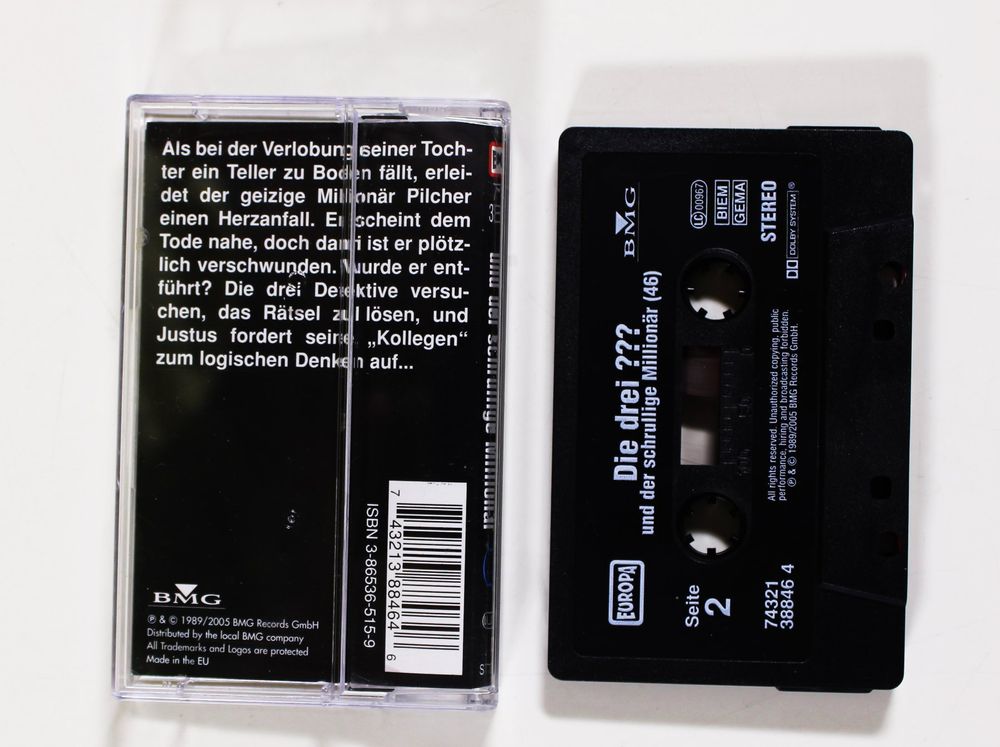 Als bei der Verlobung seiner Toch-
ter ein Teller zu Boden fällt, erlei-
det der geizige Millionär Pilcher
einen Herzanfall. Er scheint dem
Tode nahe, doch dann ist er plötz-
lich verschwunden. Wurde er ent-
führt? Die drei Detektive versu-
chen, das Rätsel zu lösen, und
Justus fordert seine „Kollegen“
zum logischen Denken auf...
BMG
℗ & © 1989/2005 BMG Records GmbH
Distributed by the local BMG company
All Trademarks and Logos are protected
Made in the EU
und der schrullige Millionär
7 43213 88464 6
ISBN 3-86536-515-9
BMG
LC 00967
BIEM
GEMA
STEREO
DOLBY SYSTEM®
Die drei ???
und der schrullige Millionär (46)
All rights reserved. Unauthorized copying, public
performance, hiring and broadcasting forbidden.
℗ & © 1989/2005 BMG Records GmbH.
EUROPA
Seite
2
74321
38846 4